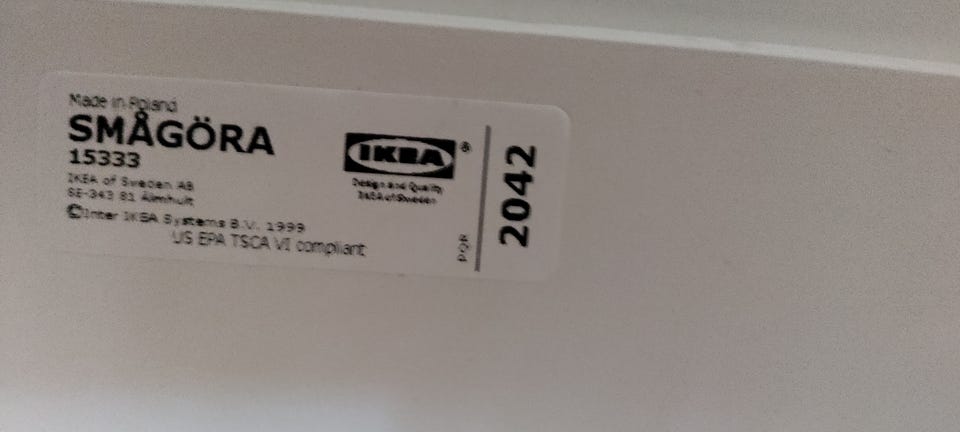 Made in Poland
SMÅGÖRA
15333
IKEA of Sweden AB
SE-343 81 Älmhult
©Inter IKEA Systems B.V. 1999
US EPA TSCA VI compliant
IKEA®
Design and Quality
IKEA of Sweden
PQR
2042